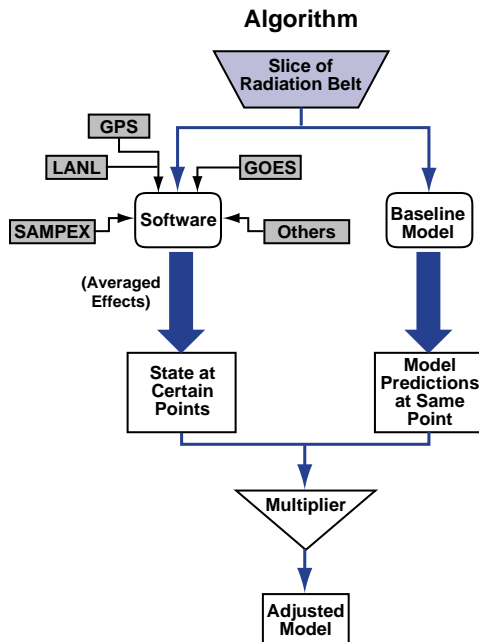 Algorithm
Slice of
Radiation Belt
GPS
LANL
GOES
SAMPEX
Software
Others
Baseline
Model
(Averaged
Effects)
State at
Certain
Points
Model
Predictions
at Same
Point
Multiplier
Adjusted
Model